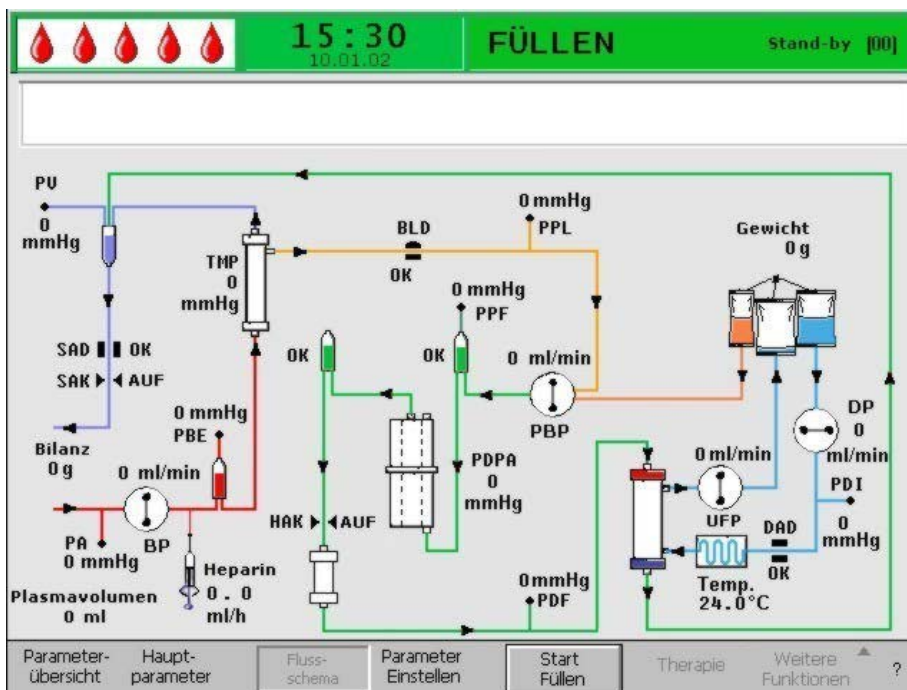 15:30
10.01.02
FÜLLEN
Stand-by [00]
PV
0
mmHg
TMP
0
mmHg
BLD
OK
0 mmHg
PPL
Gewicht
0 g
SAD OK
SAK AUF
Bilanz
0 g
OK
0 mmHg
PPF
OK
0 ml/min
PBP
DP
0
ml/min
0 mmHg
PBE
0 ml/min
BP
PA
0 mmHg
Heparin
0.0
ml/h
Plasmavolumen
0 ml
PDPA
0
mmHg
HAK AUF
0 mmHg
PDF
0 ml/min
UFP
DAD
OK
PDI
0
mmHg
Temp.
24.0°C
Parameter-
übersicht
Haupt-
parameter
Fluss-
schema
Parameter
Einstellen
Start
Füllen
Therapie
Weitere
Funktionen
?